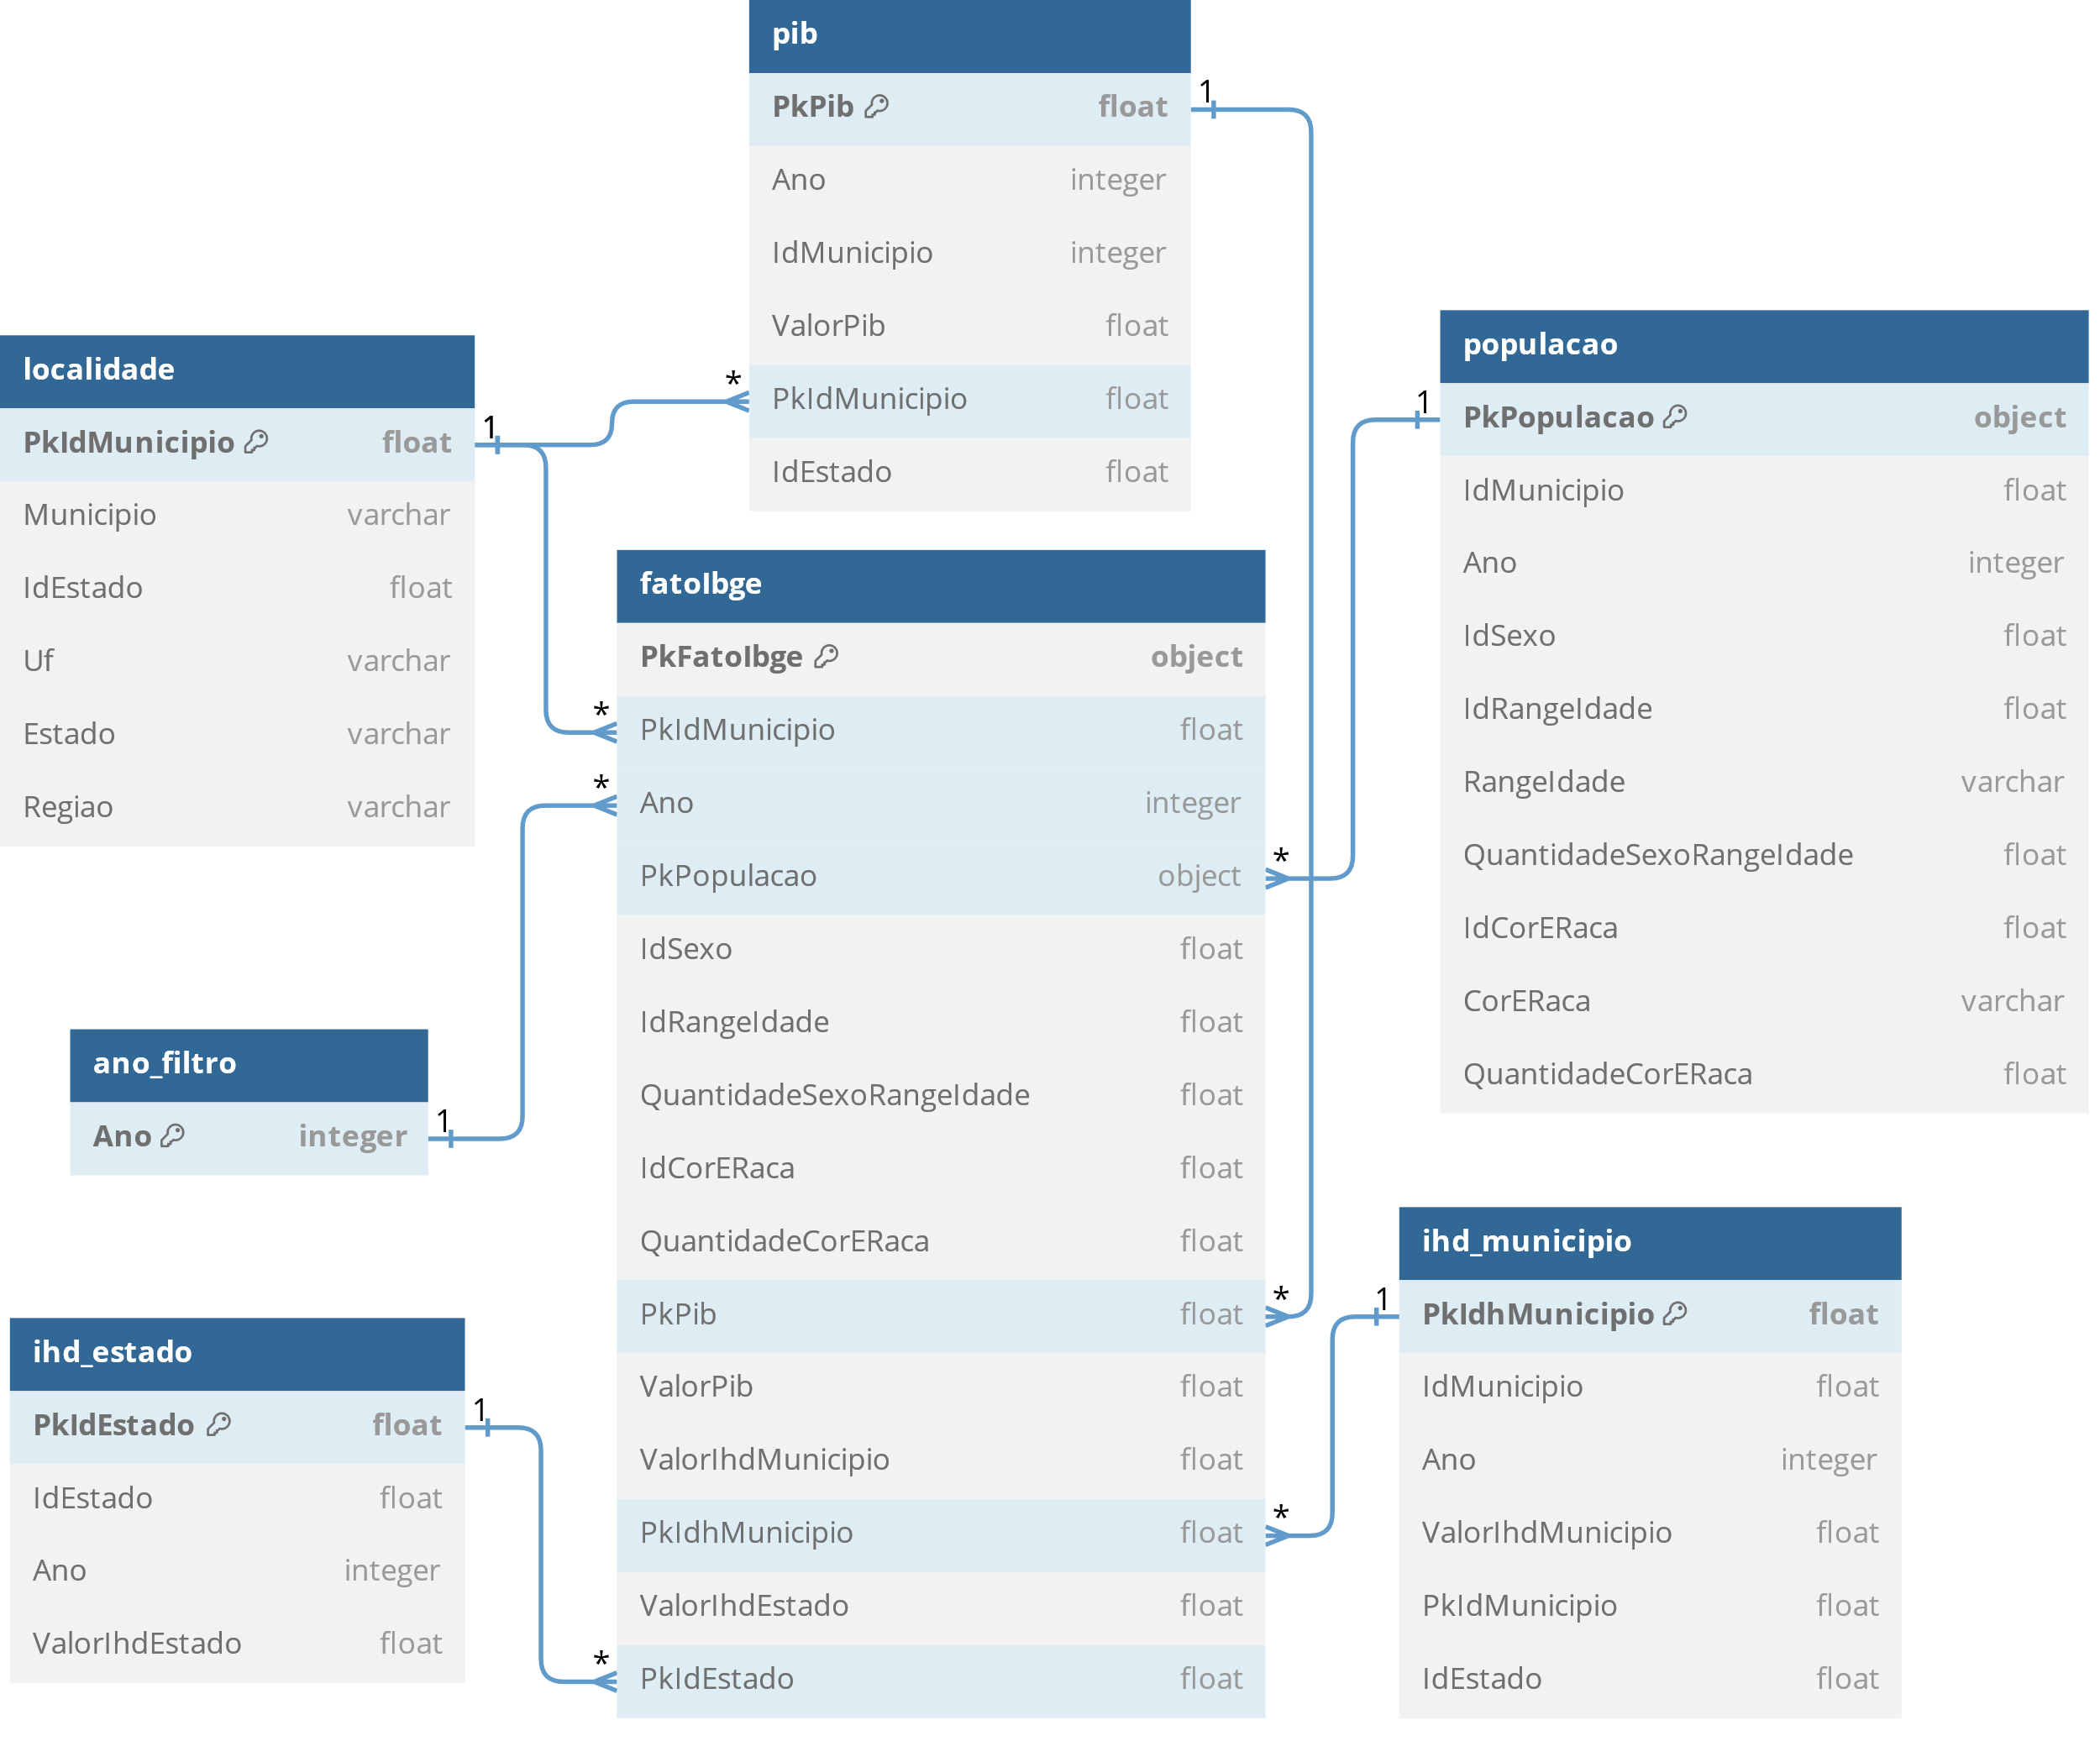 pib
PkPib float
Ano integer
IdMunicipio integer
ValorPib float
PkIdMunicipio float
IdEstado float
1
*
localidade
PkIdMunicipio float
Municipio varchar
IdEstado float
Uf varchar
Estado varchar
Regiao varchar
1
populacao
PkPopulacao object
IdMunicipio float
Ano integer
IdSexo float
IdRangeIdade float
RangeIdade varchar
QuantidadeSexoRangeIdade float
IdCorERaca float
CorERaca varchar
QuantidadeCorERaca float
1
fatoIbge
PkFatoIbge object
PkIdMunicipio float
Ano integer
PkPopulacao object
IdSexo float
IdRangeIdade float
QuantidadeSexoRangeIdade float
IdCorERaca float
QuantidadeCorERaca float
PkPib float
ValorPib float
ValorIhdMunicipio float
PkIdhMunicipio float
ValorIhdEstado float
PkIdEstado float
*
*
*
*
*
*
ano_filtro
Ano integer
1
ihd_estado
PkIdEstado float
IdEstado float
Ano integer
ValorIhdEstado float
1
ihd_municipio
PkIdhMunicipio float
IdMunicipio float
Ano integer
ValorIhdMunicipio float
PkIdMunicipio float
IdEstado float
1